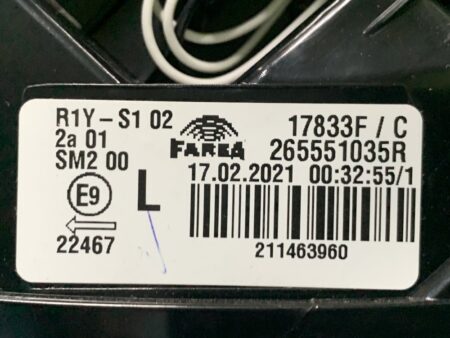 R1Y-S1 02
2a 01
SM2 00
E9
22467
L
FARBA
17833F / C
265551035R
17.02.2021 00:32:55/1
211463960